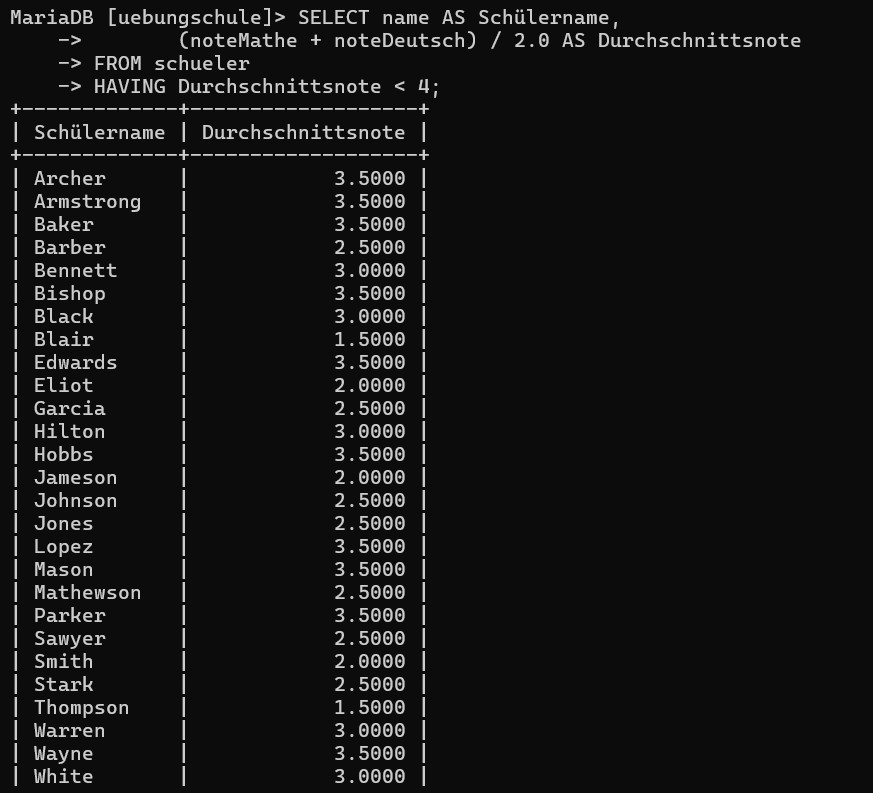 MariaDB [uebungschule]> SELECT name AS Schülername,
    ->        (noteMathe + noteDeutsch) / 2.0 AS Durchschnittsnote
    -> FROM schueler
    -> HAVING Durchschnittsnote < 4;
+-------------+-------------------+
| Schülername | Durchschnittsnote |
+-------------+-------------------+
| Archer      |            3.5000 |
| Armstrong   |            3.5000 |
| Baker       |            3.5000 |
| Barber      |            2.5000 |
| Bennett     |            3.0000 |
| Bishop      |            3.5000 |
| Black       |            3.0000 |
| Blair       |            1.5000 |
| Edwards     |            3.5000 |
| Eliot       |            2.0000 |
| Garcia      |            2.5000 |
| Hilton      |            3.0000 |
| Hobbs       |            3.5000 |
| Jameson     |            2.0000 |
| Johnson     |            2.5000 |
| Jones       |            2.5000 |
| Lopez       |            3.5000 |
| Mason       |            3.5000 |
| Mathewson   |            2.5000 |
| Parker      |            3.5000 |
| Sawyer      |            2.5000 |
| Smith       |            2.0000 |
| Stark       |            2.5000 |
| Thompson    |            1.5000 |
| Warren      |            3.0000 |
| Wayne       |            3.5000 |
| White       |            3.0000 |